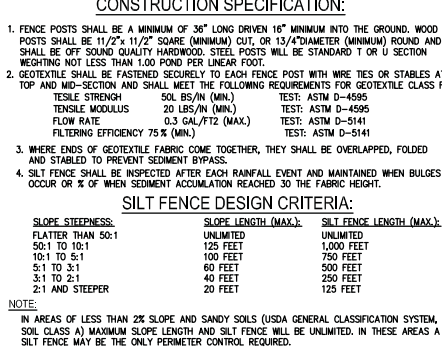 CONSTRUCTION SPECIFICATION:
1. FENCE POSTS SHALL BE A MINIMUM OF 36" LONG DRIVEN 16" MINIMUM INTO THE GROUND. WOOD
POSTS SHALL BE 11/2"x 11/2" SQARE (MINIMUM) CUT, OR 13/4"DIAMETER (MINIMUM) ROUND AND
SHALL BE OFF SOUND QUALITY HARDWOOD. STEEL POSTS WILL BE STANDARD T OR U SECTION
WEGHTING NOT LESS THAN 1.00 POND PER LINEAR FOOT.
2. GEOTEXTILE SHALL BE FASTENED SECURELY TO EACH FENCE POST WITH WIRE TIES OR STABLES A
TOP AND MID-SECTION AND SHALL MEET THE FOLLOWING REQUIREMENTS FOR GEOTEXTILE CLASS F
TESILE STRENGH 50L BS/IN (MIN.) TEST: ASTM D-4595
TENSILE MODULUS 20 LBS/IN (MIN.) TEST: ASTM D-4595
FLOW RATE 0.3 GAL/FT2 (MAX.) TEST: ASTM D-5141
FILTERING EFFICIENCY 75% (MIN.) TEST: ASTM D-5141
3. WHERE ENDS OF GEOTEXTILE FABRIC COME TOGETHER, THEY SHALL BE OVERLAPPED, FOLDED
AND STABLED TO PREVENT SEDIMENT BYPASS.
4. SILT FENCE SHALL BE INSPECTED AFTER EACH RAINFALL EVENT AND MAINTAINED WHEN BULGES
OCCUR OR % OF WHEN SEDIMENT ACCUMLATION REACHED 30 THE FABRIC HEIGHT.
SILT FENCE DESIGN CRITERIA:
SLOPE STEEPNESS: SLOPE LENGTH (MAX.): SILT FENCE LENGTH (MAX.):
FLATTER THAN 50:1 UNLIMITED UNLIMITED
50:1 TO 10:1 125 FEET 1,000 FEET
10:1 TO 5:1 100 FEET 750 FEET
5:1 TO 3:1 60 FEET 500 FEET
3:1 TO 2:1 40 FEET 250 FEET
2:1 AND STEEPER 20 FEET 125 FEET
NOTE:
IN AREAS OF LESS THAN 2% SLOPE AND SANDY SOILS (USDA GENERAL CLASSIFICATION SYSTEM,
SOIL CLASS A) MAXIMUM SLOPE LENGTH AND SILT FENCE WILL BE UNLIMITED. IN THESE AREAS A
SILT FENCE MAY BE THE ONLY PERIMETER CONTROL REQUIRED.